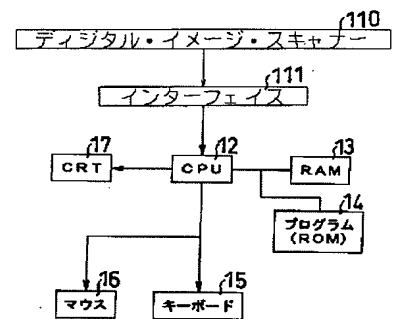 110
ディジタル・イメージ・スキャナー
111
インターフェイス
17
CRT
12
CPU
13
RAM
14
プログラム
(ROM)
16
マウス
15
キーボード